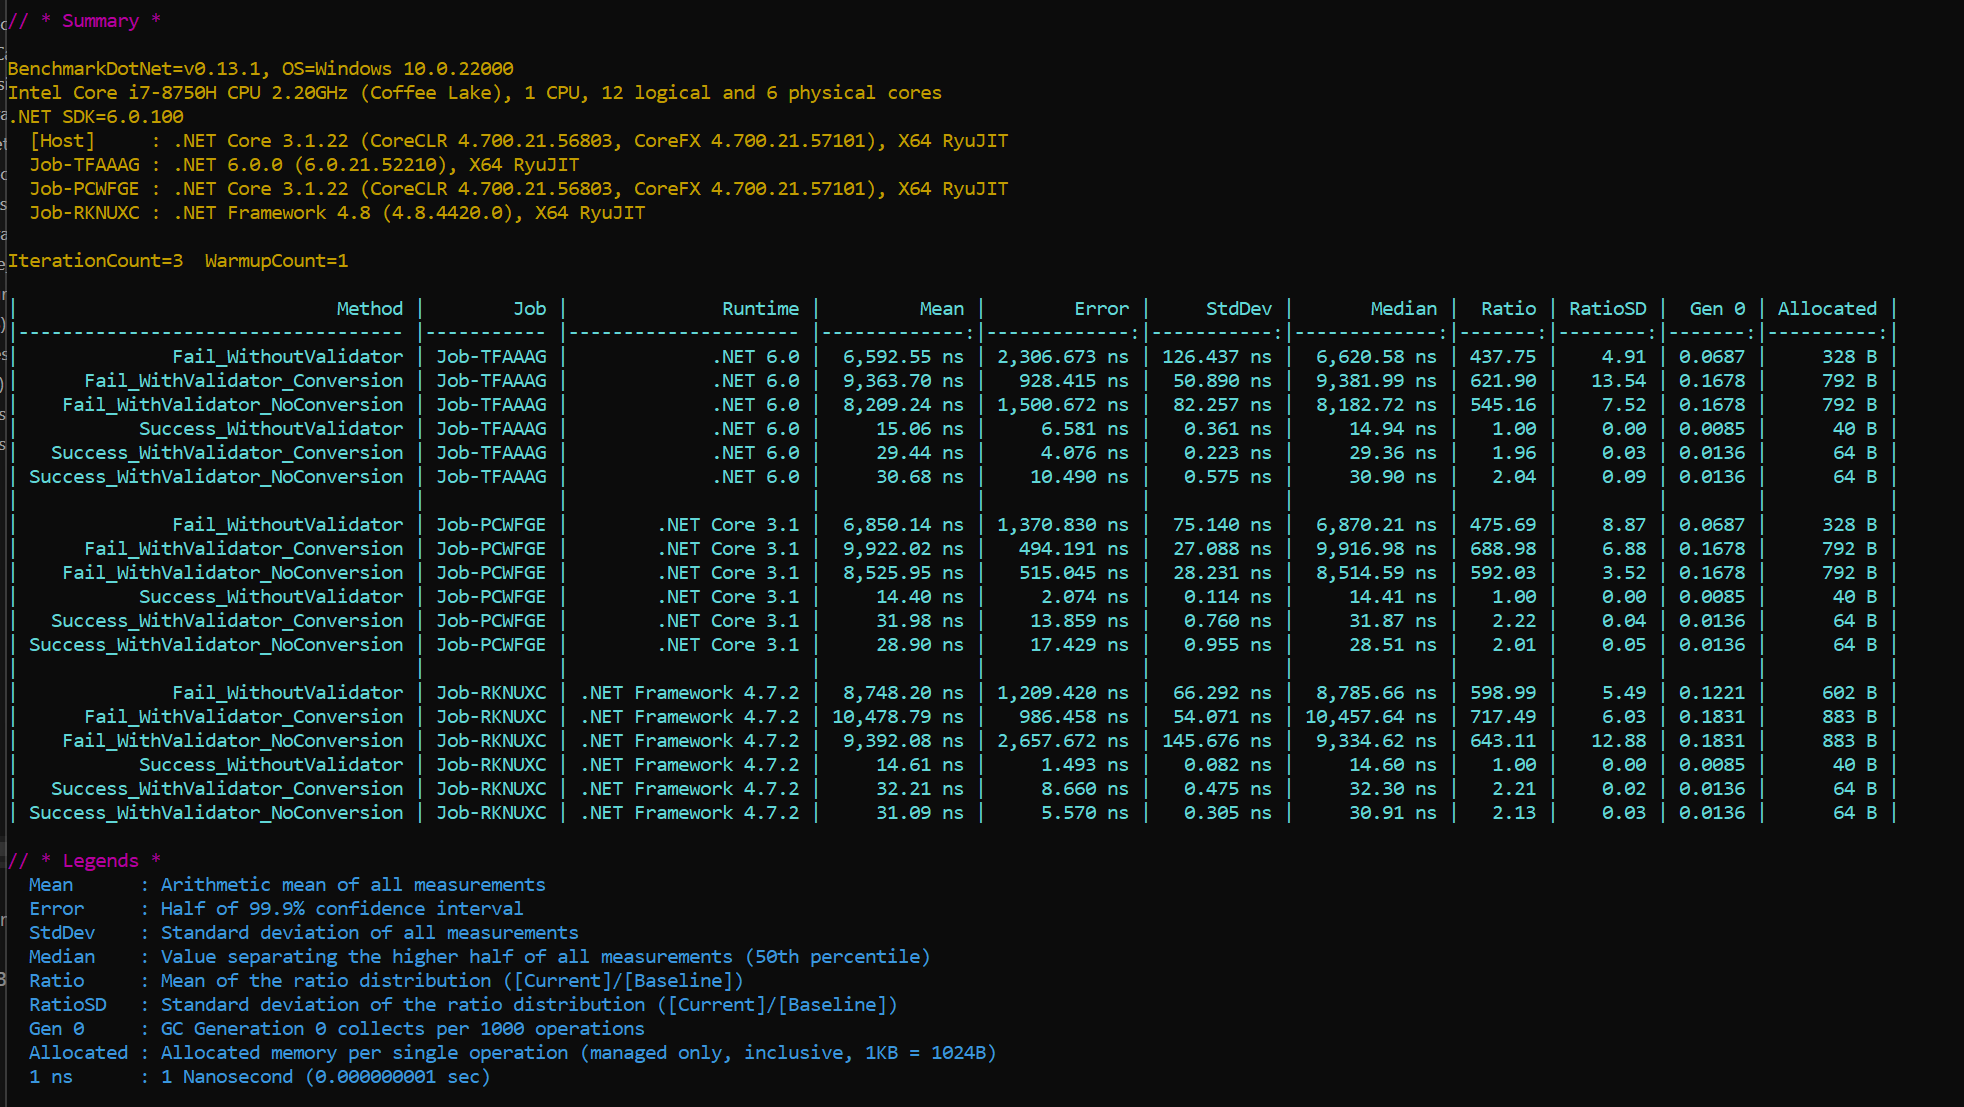 // * Summary *
BenchmarkDotNet=v0.13.1, OS=Windows 10.0.22000
Intel Core i7-8750H CPU 2.20GHz (Coffee Lake), 1 CPU, 12 logical and 6 physical cores
.NET SDK=6.0.100
[Host]     : .NET Core 3.1.22 (CoreCLR 4.700.21.56803, CoreFX 4.700.21.57101), X64 RyuJIT
Job-TFAAAG : .NET 6.0.0 (6.0.21.52210), X64 RyuJIT
Job-PCWFGE : .NET Core 3.1.22 (CoreCLR 4.700.21.56803, CoreFX 4.700.21.57101), X64 RyuJIT
Job-RKNUXC : .NET Framework 4.8 (4.8.4420.0), X64 RyuJIT
IterationCount=3  WarmupCount=1
| Method | Job | Runtime | Mean | Error | StdDev | Median | Ratio | RatioSD | Gen 0 | Allocated |
|----------------------------------- |----------- |--------------------- |-------------:|-------------:|-----------:|-------------:|-------:|--------:|-------:|----------:|
| Fail_WithoutValidator | Job-TFAAAG | .NET 6.0 | 6,592.55 ns | 2,306.673 ns | 126.437 ns | 6,620.58 ns | 437.75 | 4.91 | 0.0687 | 328 B |
| Fail_WithValidator_Conversion | Job-TFAAAG | .NET 6.0 | 9,363.70 ns | 928.415 ns | 50.890 ns | 9,381.99 ns | 621.90 | 13.54 | 0.1678 | 792 B |
| Fail_WithValidator_NoConversion | Job-TFAAAG | .NET 6.0 | 8,209.24 ns | 1,500.672 ns | 82.257 ns | 8,182.72 ns | 545.16 | 7.52 | 0.1678 | 792 B |
| Success_WithoutValidator | Job-TFAAAG | .NET 6.0 | 15.06 ns | 6.581 ns | 0.361 ns | 14.94 ns | 1.00 | 0.00 | 0.0085 | 40 B |
| Success_WithValidator_Conversion | Job-TFAAAG | .NET 6.0 | 29.44 ns | 4.076 ns | 0.223 ns | 29.36 ns | 1.96 | 0.03 | 0.0136 | 64 B |
| Success_WithValidator_NoConversion | Job-TFAAAG | .NET 6.0 | 30.68 ns | 10.490 ns | 0.575 ns | 30.90 ns | 2.04 | 0.09 | 0.0136 | 64 B |
| | | | | | | | | | | |
| Fail_WithoutValidator | Job-PCWFGE | .NET Core 3.1 | 6,850.14 ns | 1,370.830 ns | 75.140 ns | 6,870.21 ns | 475.69 | 8.87 | 0.0687 | 328 B |
| Fail_WithValidator_Conversion | Job-PCWFGE | .NET Core 3.1 | 9,922.02 ns | 494.191 ns | 27.088 ns | 9,916.98 ns | 688.98 | 6.88 | 0.1678 | 792 B |
| Fail_WithValidator_NoConversion | Job-PCWFGE | .NET Core 3.1 | 8,525.95 ns | 515.045 ns | 28.231 ns | 8,514.59 ns | 592.03 | 3.52 | 0.1678 | 792 B |
| Success_WithoutValidator | Job-PCWFGE | .NET Core 3.1 | 14.40 ns | 2.074 ns | 0.114 ns | 14.41 ns | 1.00 | 0.00 | 0.0085 | 40 B |
| Success_WithValidator_Conversion | Job-PCWFGE | .NET Core 3.1 | 31.98 ns | 13.859 ns | 0.760 ns | 31.87 ns | 2.22 | 0.04 | 0.0136 | 64 B |
| Success_WithValidator_NoConversion | Job-PCWFGE | .NET Core 3.1 | 28.90 ns | 17.429 ns | 0.955 ns | 28.51 ns | 2.01 | 0.05 | 0.0136 | 64 B |
| | | | | | | | | | | |
| Fail_WithoutValidator | Job-RKNUXC | .NET Framework 4.7.2 | 8,748.20 ns | 1,209.420 ns | 66.292 ns | 8,785.66 ns | 598.99 | 5.49 | 0.1221 | 602 B |
| Fail_WithValidator_Conversion | Job-RKNUXC | .NET Framework 4.7.2 | 10,478.79 ns | 986.458 ns | 54.071 ns | 10,457.64 ns | 717.49 | 6.03 | 0.1831 | 883 B |
| Fail_WithValidator_NoConversion | Job-RKNUXC | .NET Framework 4.7.2 | 9,392.08 ns | 2,657.672 ns | 145.676 ns | 9,334.62 ns | 643.11 | 12.88 | 0.1831 | 883 B |
| Success_WithoutValidator | Job-RKNUXC | .NET Framework 4.7.2 | 14.61 ns | 1.493 ns | 0.082 ns | 14.60 ns | 1.00 | 0.00 | 0.0085 | 40 B |
| Success_WithValidator_Conversion | Job-RKNUXC | .NET Framework 4.7.2 | 32.21 ns | 8.660 ns | 0.475 ns | 32.30 ns | 2.21 | 0.02 | 0.0136 | 64 B |
| Success_WithValidator_NoConversion | Job-RKNUXC | .NET Framework 4.7.2 | 31.09 ns | 5.570 ns | 0.305 ns | 30.91 ns | 2.13 | 0.03 | 0.0136 | 64 B |
// * Legends *
Mean      : Arithmetic mean of all measurements
Error     : Half of 99.9% confidence interval
StdDev    : Standard deviation of all measurements
Median    : Value separating the higher half of all measurements (50th percentile)
Ratio     : Mean of the ratio distribution ([Current]/[Baseline])
RatioSD   : Standard deviation of the ratio distribution ([Current]/[Baseline])
Gen 0     : GC Generation 0 collects per 1000 operations
Allocated : Allocated memory per single operation (managed only, inclusive, 1KB = 1024B)
1 ns      : 1 Nanosecond (0.000000001 sec)